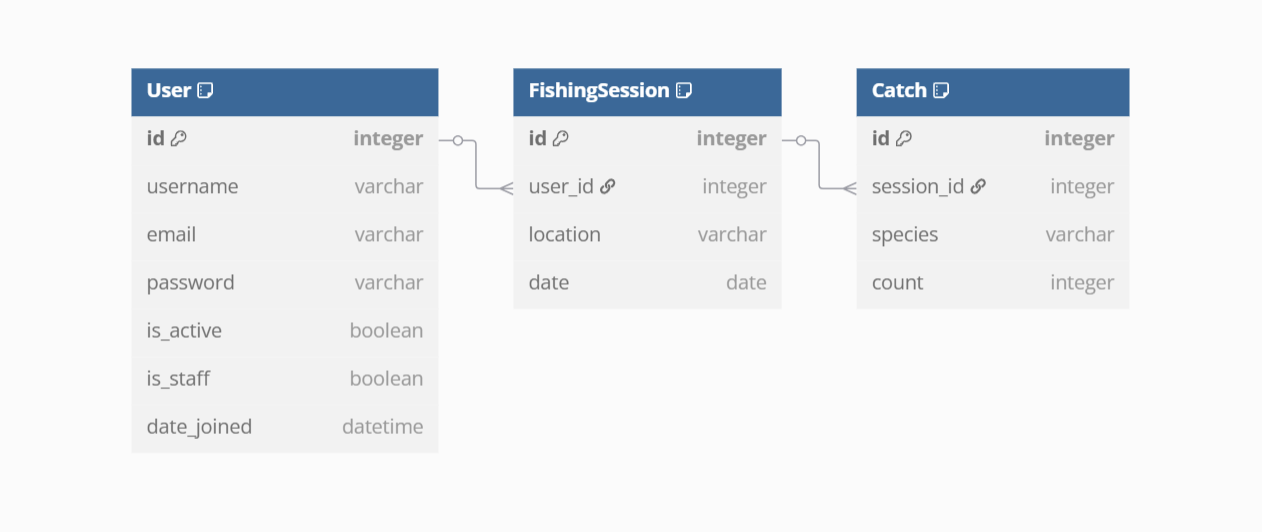 User
id integer
username varchar
email varchar
password varchar
is_active boolean
is_staff boolean
date_joined datetime
FishingSession
id integer
user_id integer
location varchar
date date
Catch
id integer
session_id integer
species varchar
count integer